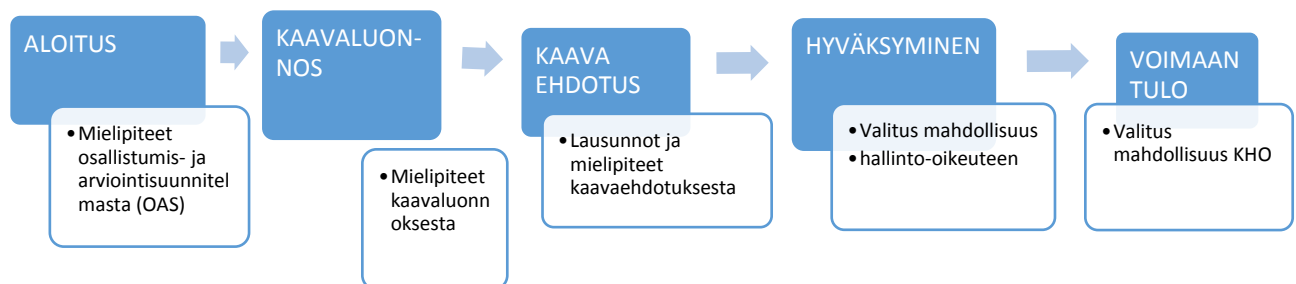 ALOITUS
• Mielipiteet
osallistumis- ja
arviointisuunnitel
masta (OAS)
KAAVALUON-
NOS
• Mielipiteet
kaavaluonn
oksesta
KAAVA
EHDOTUS
• Lausunnot ja
mielipiteet
kaavaehdotuksesta
HYVÄKSYMINEN
• Valitus mahdollisuus
• hallinto-oikeuteen
VOIMAAN
TULO
• Valitus
mahdollisuus KHO